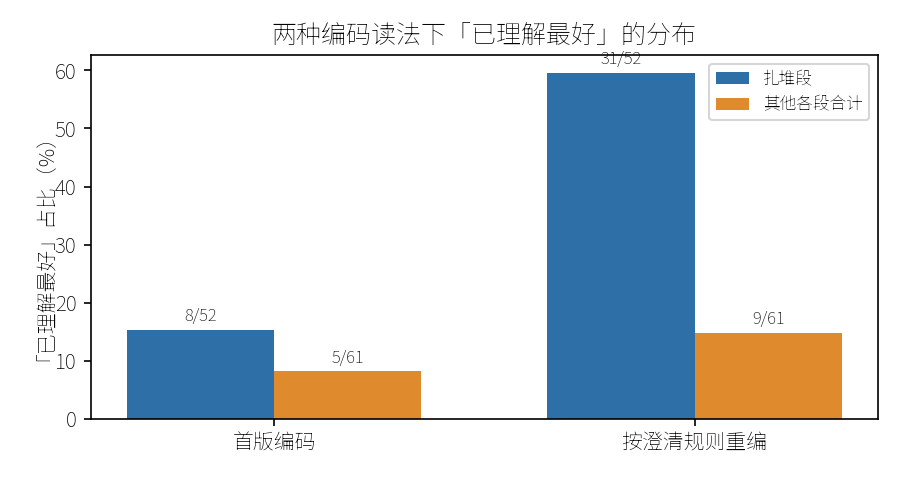 两种编码读法下「已理解最好」的分布
「已理解最好」占比（%）
60
50
40
30
20
10
0
31/52
8/52
5/61
9/61
扎堆段
其他各段合计
首版编码
按澄清规则重编